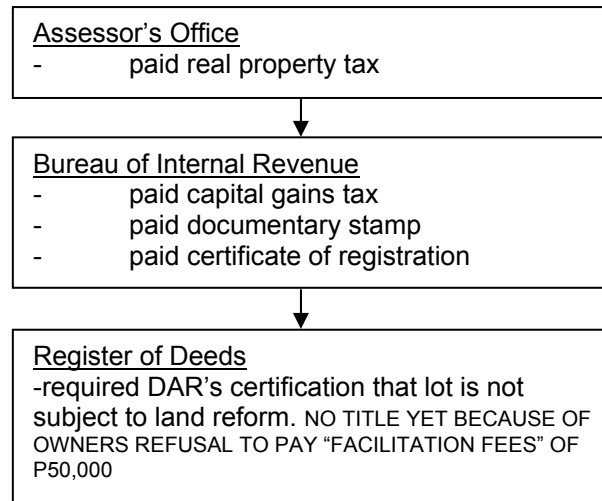 Assessor’s Office
- paid real property tax
Bureau of Internal Revenue
- paid capital gains tax
- paid documentary stamp
- paid certificate of registration
Register of Deeds
-required DAR’s certification that lot is not
subject to land reform. NO TITLE YET BECAUSE OF
OWNERS REFUSAL TO PAY “FACILITATION FEES” OF
P50,000